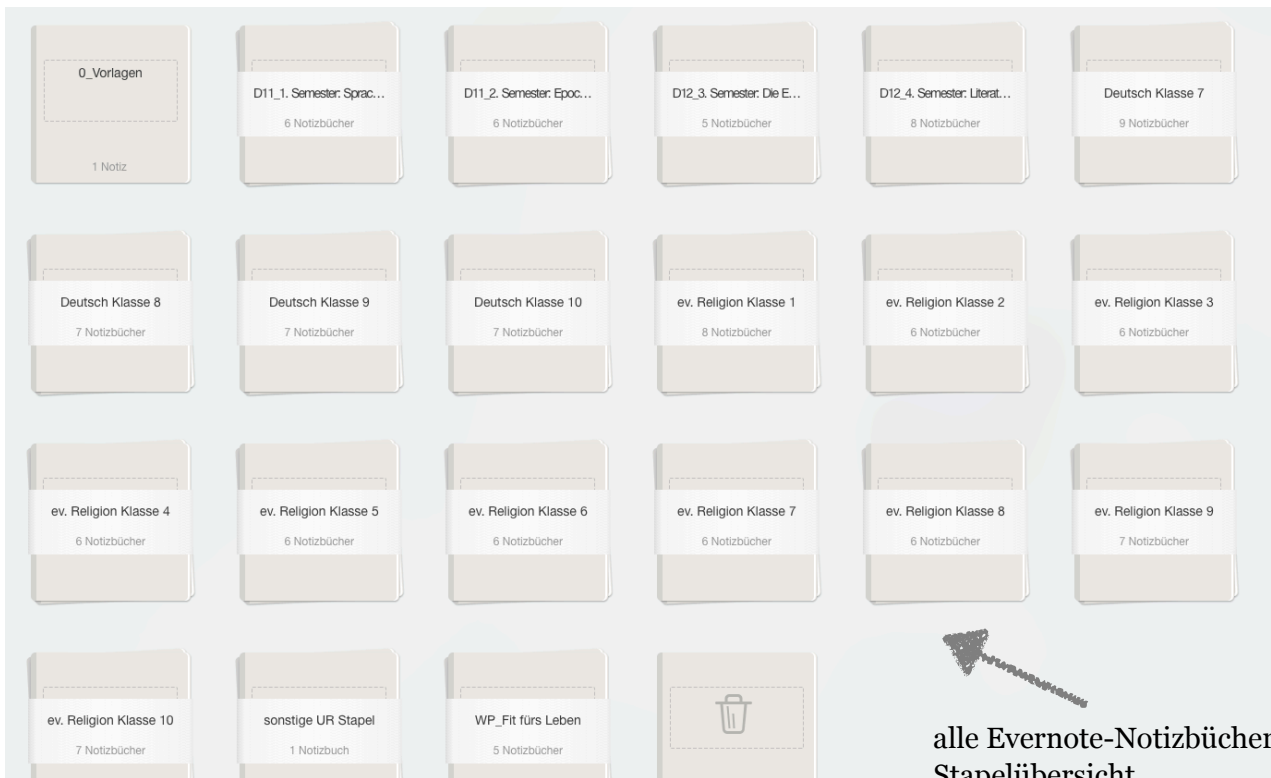 0_Vorlagen
1 Notiz
D11_1. Semester: Sprac...
6 Notizbücher
D11_2. Semester: Epoc...
6 Notizbücher
D12_3. Semester: Die E...
5 Notizbücher
D12_4. Semester: Literat...
8 Notizbücher
Deutsch Klasse 7
9 Notizbücher
Deutsch Klasse 8
7 Notizbücher
Deutsch Klasse 9
7 Notizbücher
Deutsch Klasse 10
7 Notizbücher
ev. Religion Klasse 1
8 Notizbücher
ev. Religion Klasse 2
6 Notizbücher
ev. Religion Klasse 3
6 Notizbücher
ev. Religion Klasse 4
6 Notizbücher
ev. Religion Klasse 5
6 Notizbücher
ev. Religion Klasse 6
6 Notizbücher
ev. Religion Klasse 7
6 Notizbücher
ev. Religion Klasse 8
6 Notizbücher
ev. Religion Klasse 9
7 Notizbücher
ev. Religion Klasse 10
7 Notizbücher
sonstige UR Stapel
1 Notizbuch
WP_Fit fürs Leben
5 Notizbücher
alle Evernote-Notizbücher
Stapelübersicht